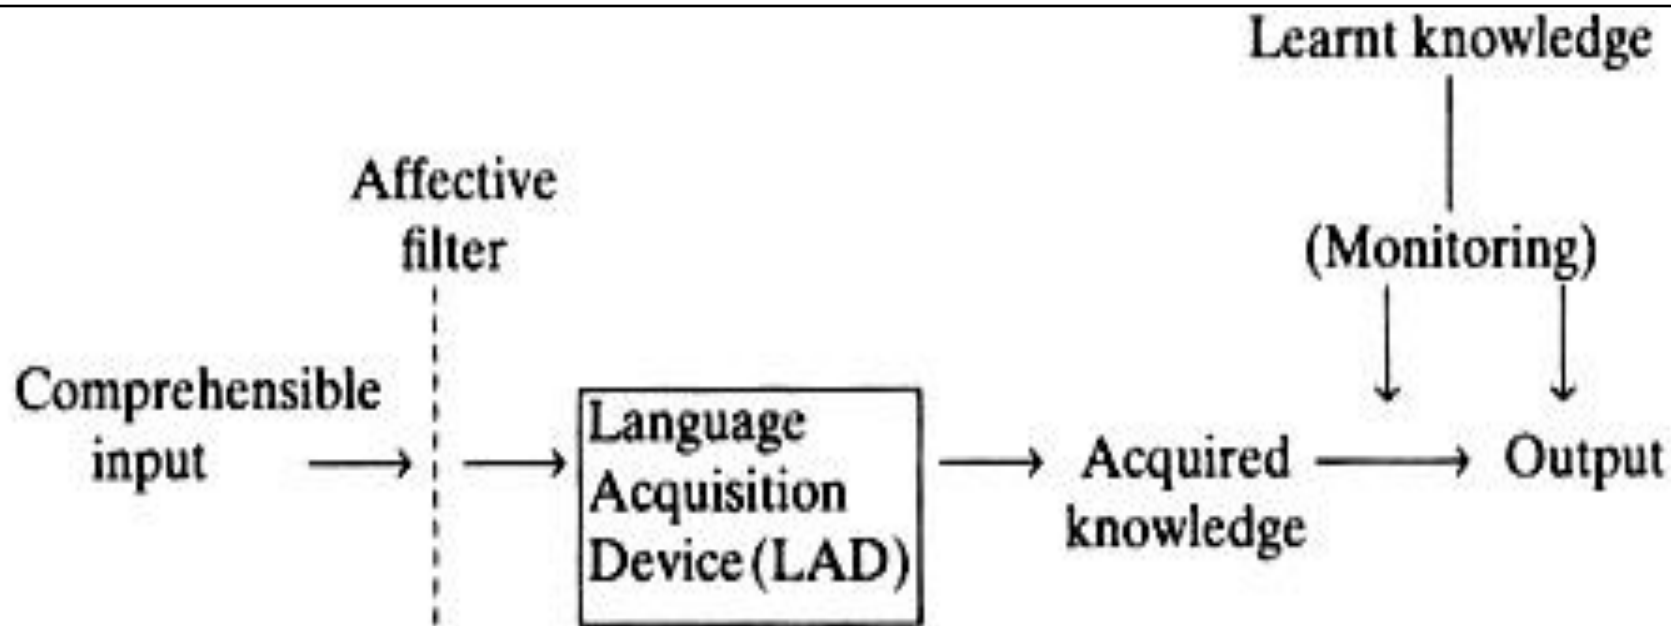 Learnt knowledge
Affective
filter
(Monitoring)
Comprehensible
input
Language
Acquisition
Device (LAD)
Acquired
knowledge
Output